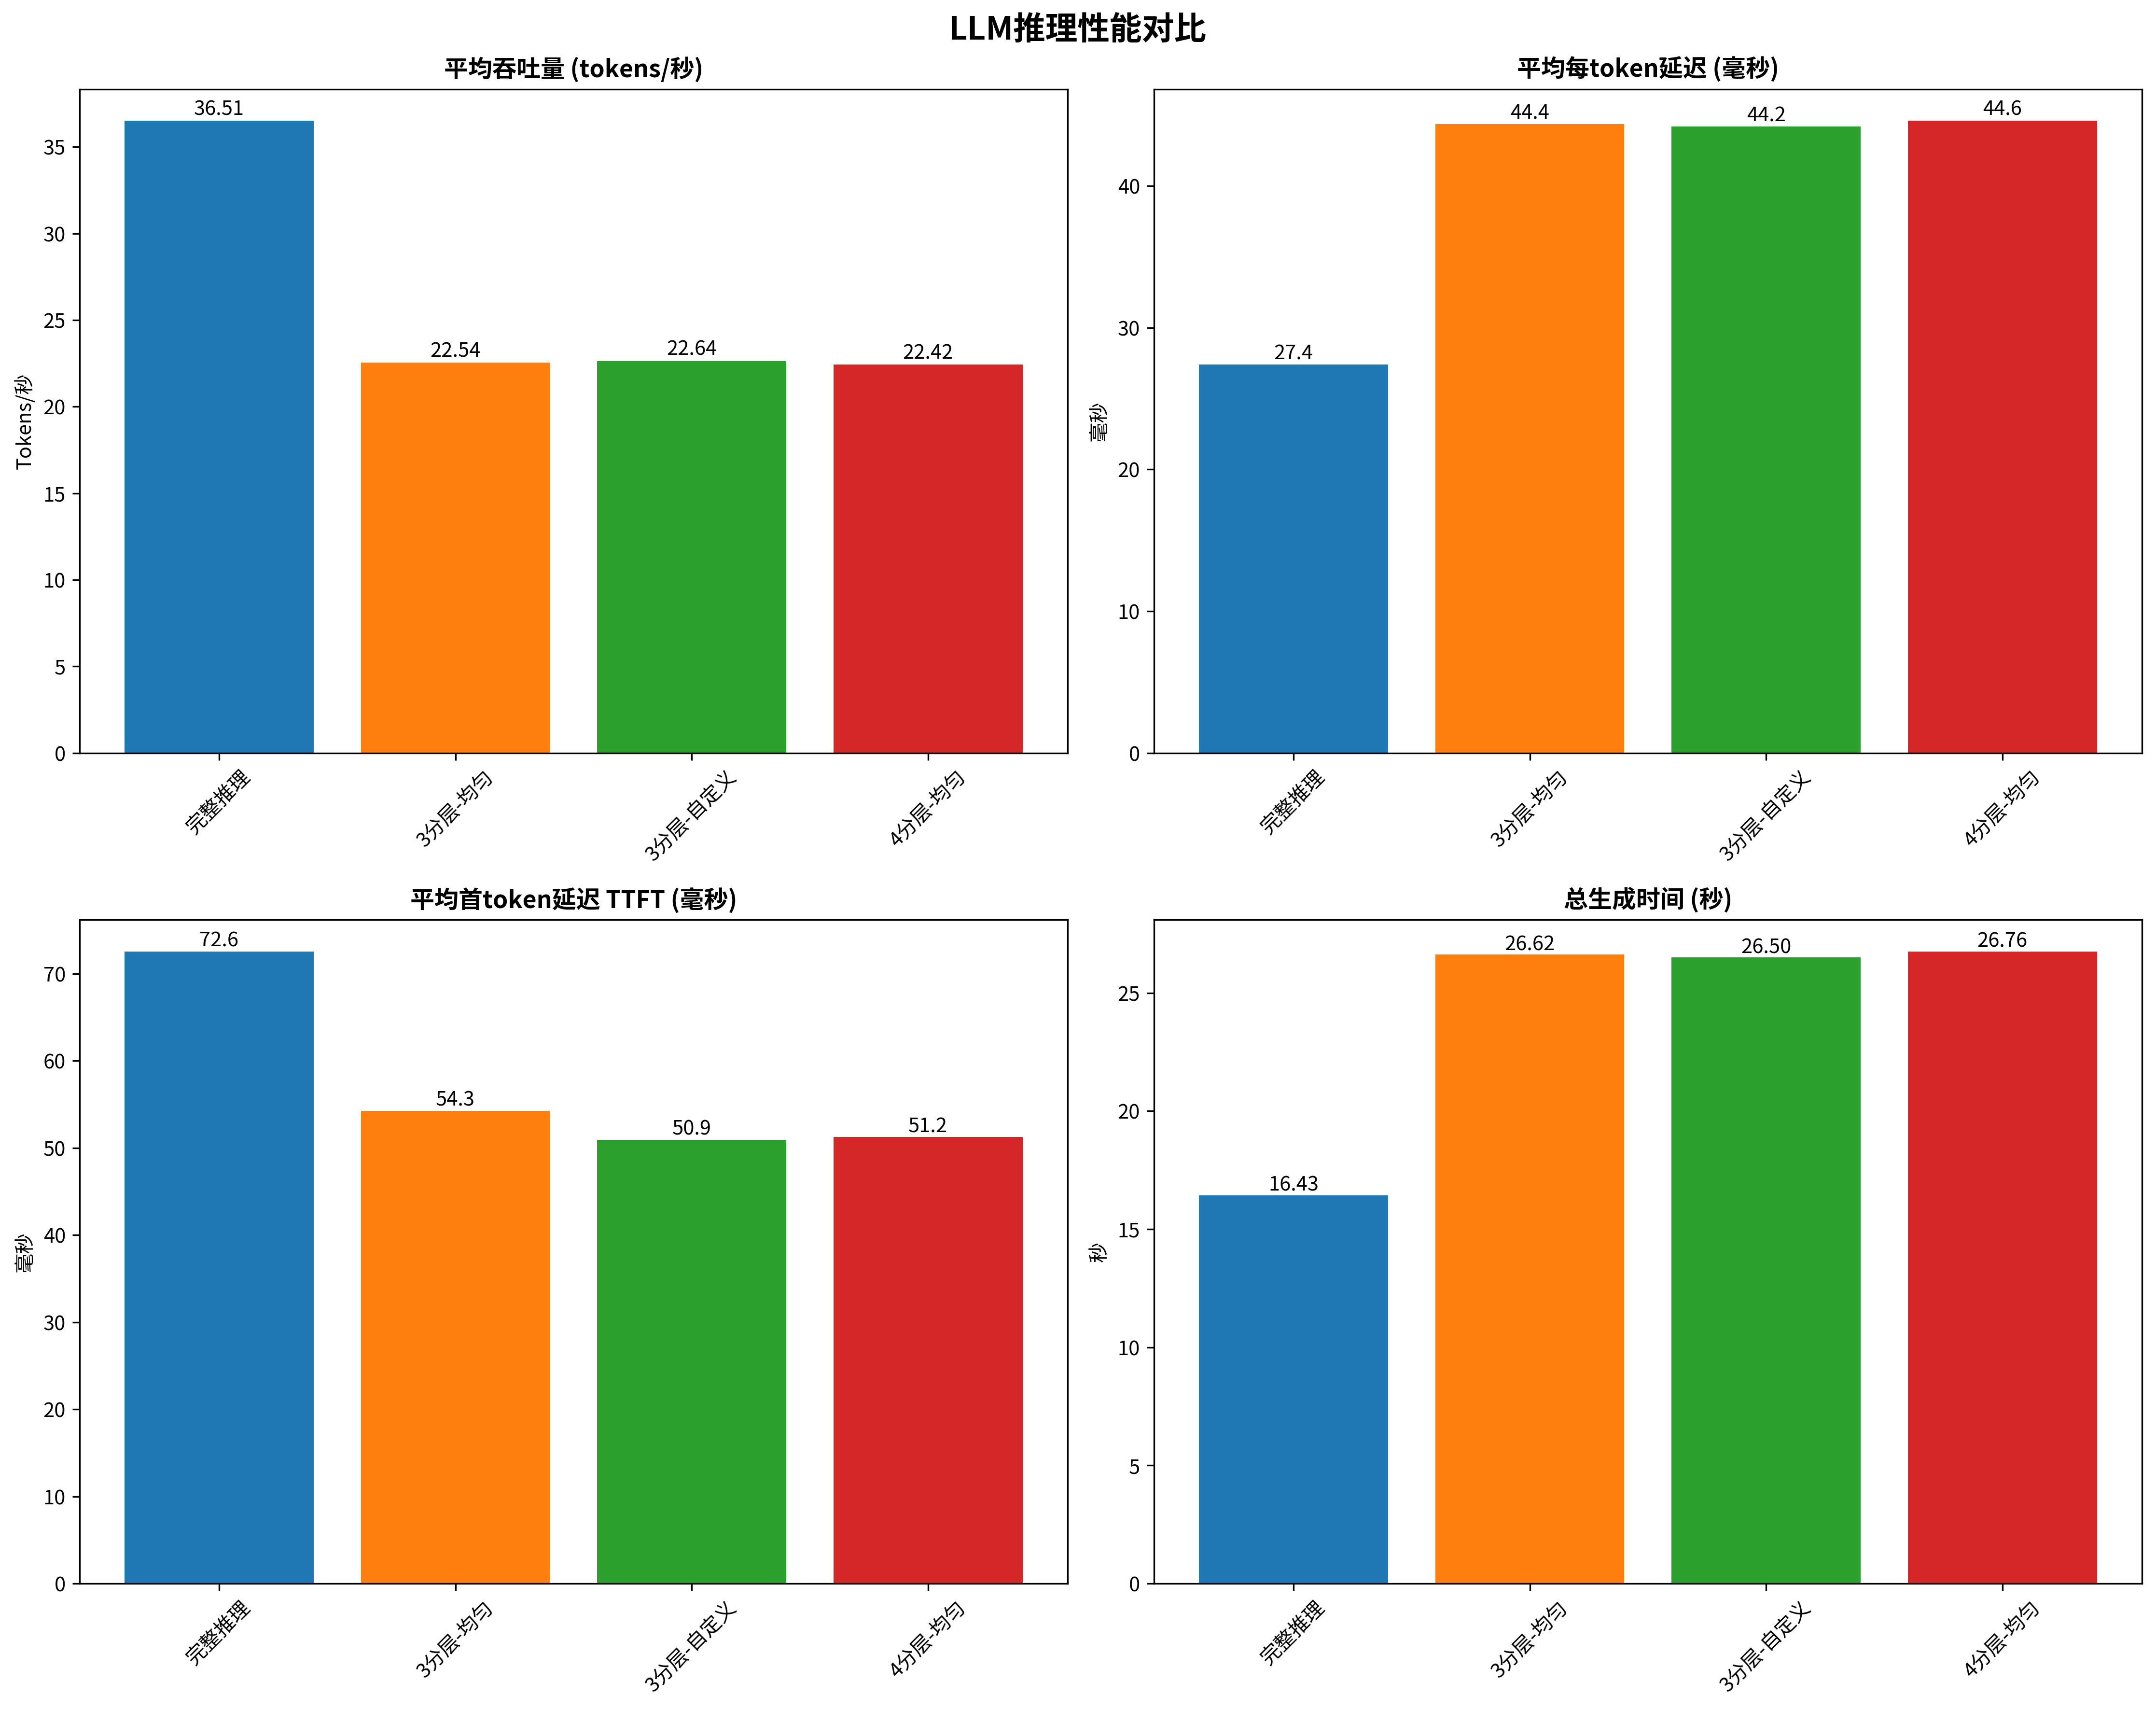 LLM推理性能对比
平均吞吐量 (tokens/秒)
Tokens/秒
35
30
25
20
15
10
5
0
36.51
22.54
22.64
22.42
完整推理
3分层-均匀
3分层-自定义
4分层-均匀
平均每token延迟 (毫秒)
毫秒
40
30
20
10
0
27.4
44.4
44.2
44.6
完整推理
3分层-均匀
3分层-自定义
4分层-均匀
平均首token延迟 TTFT (毫秒)
毫秒
70
60
50
40
30
20
10
0
72.6
54.3
50.9
51.2
完整推理
3分层-均匀
3分层-自定义
4分层-均匀
总生成时间 (秒)
秒
25
20
15
10
5
0
16.43
26.62
26.50
26.76
完整推理
3分层-均匀
3分层-自定义
4分层-均匀